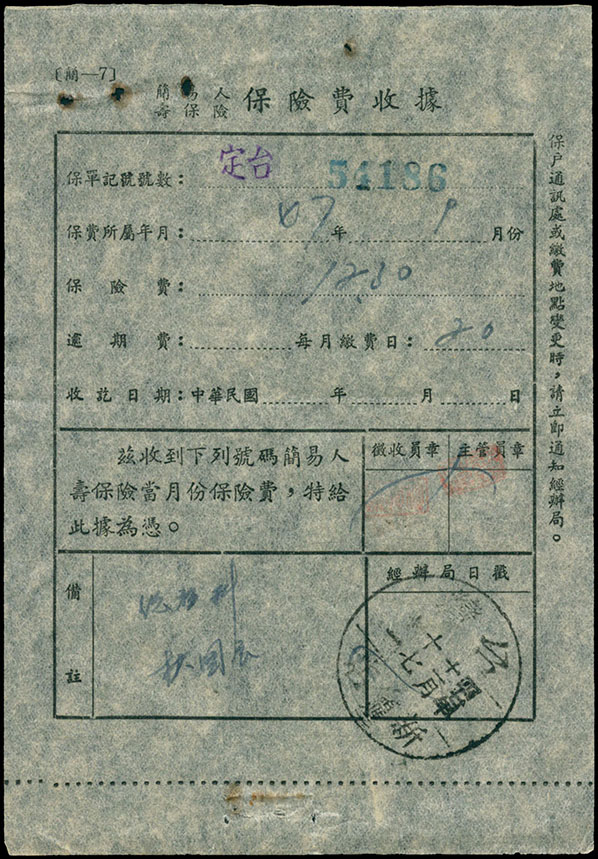 〔簡—7〕
簡易人壽保險 保險費收據
保單記號號數：定台 54186
保費所屬年月：47年 9月份
保險費：1230
逾期費： 每月繳費日：20
收訖日期：中華民國 年 月 日
茲收到下列號碼簡易人
壽保險當月份保險費，特給
此據為憑。
徵收員章 主管員章
備註
經辦局日戳
保户通訊處或繳費地點變更時，請立即通知經辦局。